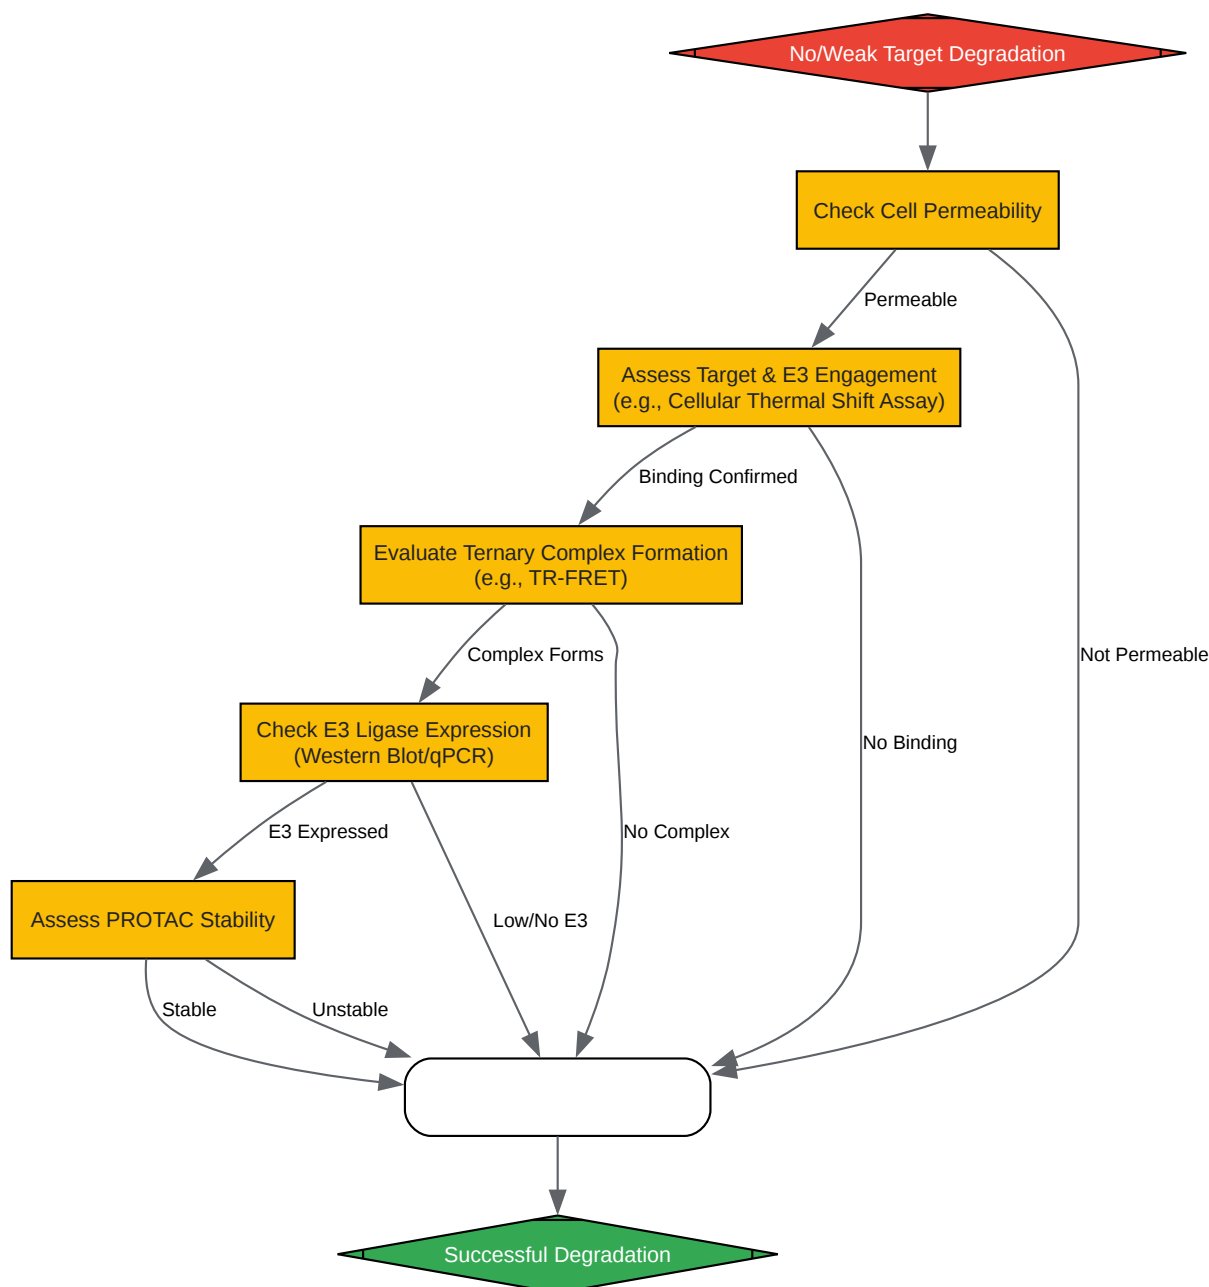 No/Weak Target Degradation
Check Cell Permeability
Permeable
Assess Target & E3 Engagement
(e.g., Cellular Thermal Shift Assay)
Binding Confirmed
Evaluate Ternary Complex Formation
(e.g., TR-FRET)
Complex Forms
Not Permeable
Check E3 Ligase Expression
(Western Blot/qPCR)
No Binding
E3 Expressed
No Complex
Assess PROTAC Stability
Low/No E3
Stable
Unstable
Successful Degradation